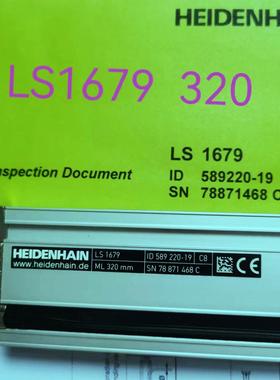 HEIDENHAIN
LS1679 320
LS 1679
nspection Document
ID 589220-19
SN 78871468 C
HEIDENHAIN
www.heidenhain.de
LS 1679
ML 320 mm
ID 589 220-19
C8
SN 78 871 468 C
CE